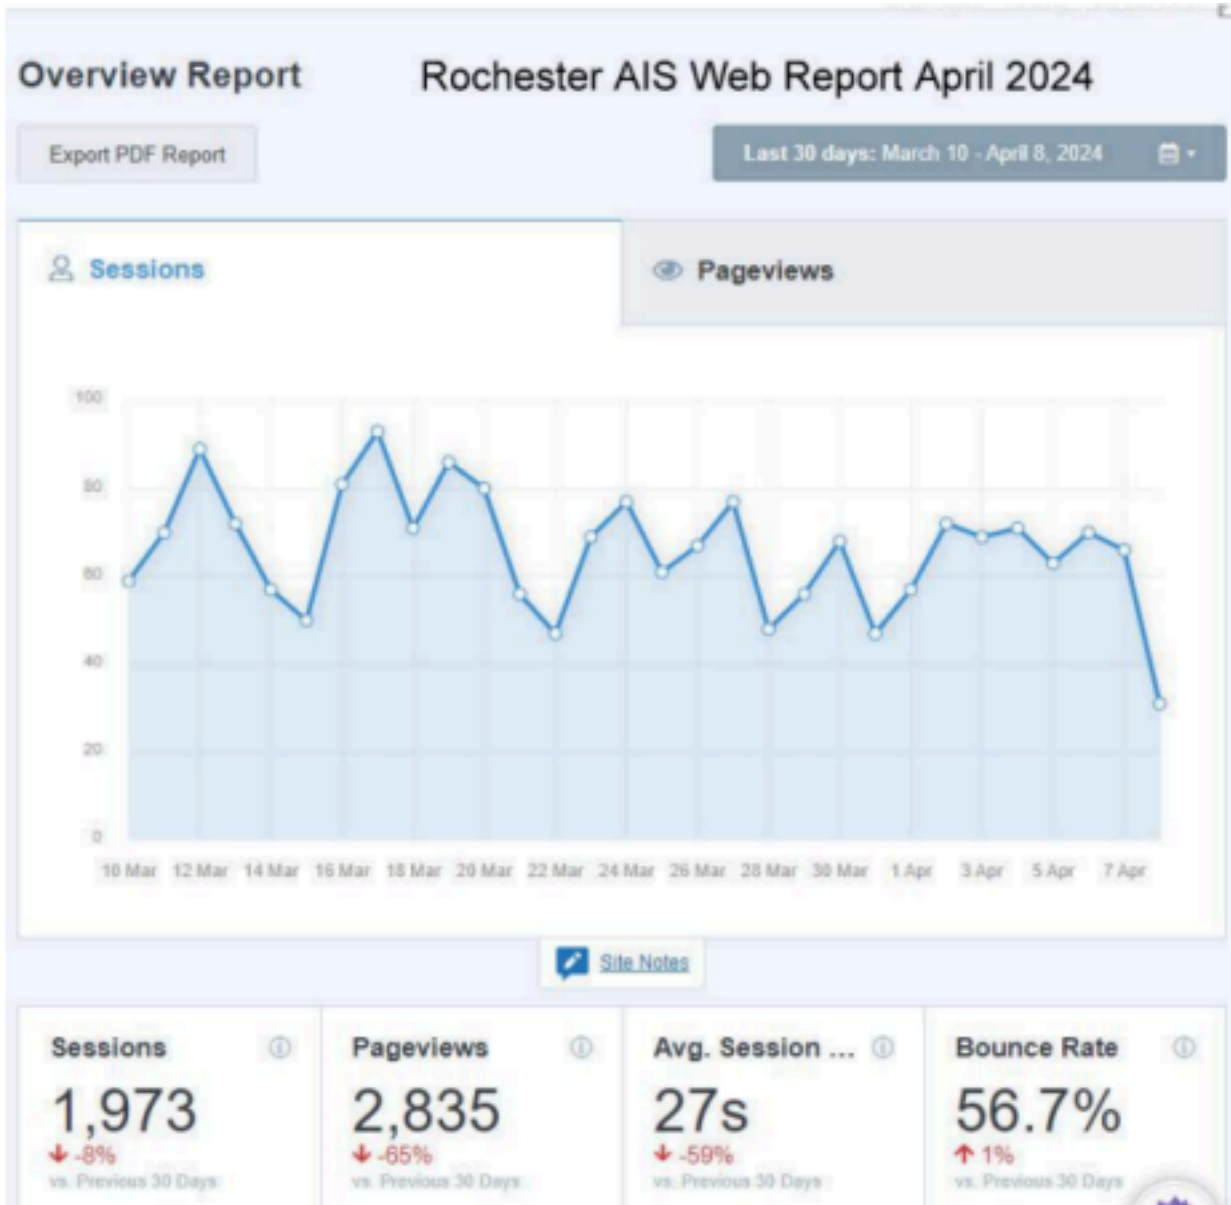 Overview Report
Rochester AIS Web Report April 2024
Export PDF Report
Last 30 days: March 10 - April 8, 2024
Sessions
Pageviews
100
80
60
40
20
0
10 Mar 12 Mar 14 Mar 16 Mar 18 Mar 20 Mar 22 Mar 24 Mar 26 Mar 28 Mar 30 Mar 1 Apr 3 Apr 5 Apr 7 Apr
Site Notes
Sessions
1,973
-8%
vs. Previous 30 Days
Pageviews
2,835
-65%
vs. Previous 30 Days
Avg. Session ...
27s
-59%
vs. Previous 30 Days
Bounce Rate
56.7%
1%
vs. Previous 30 Days